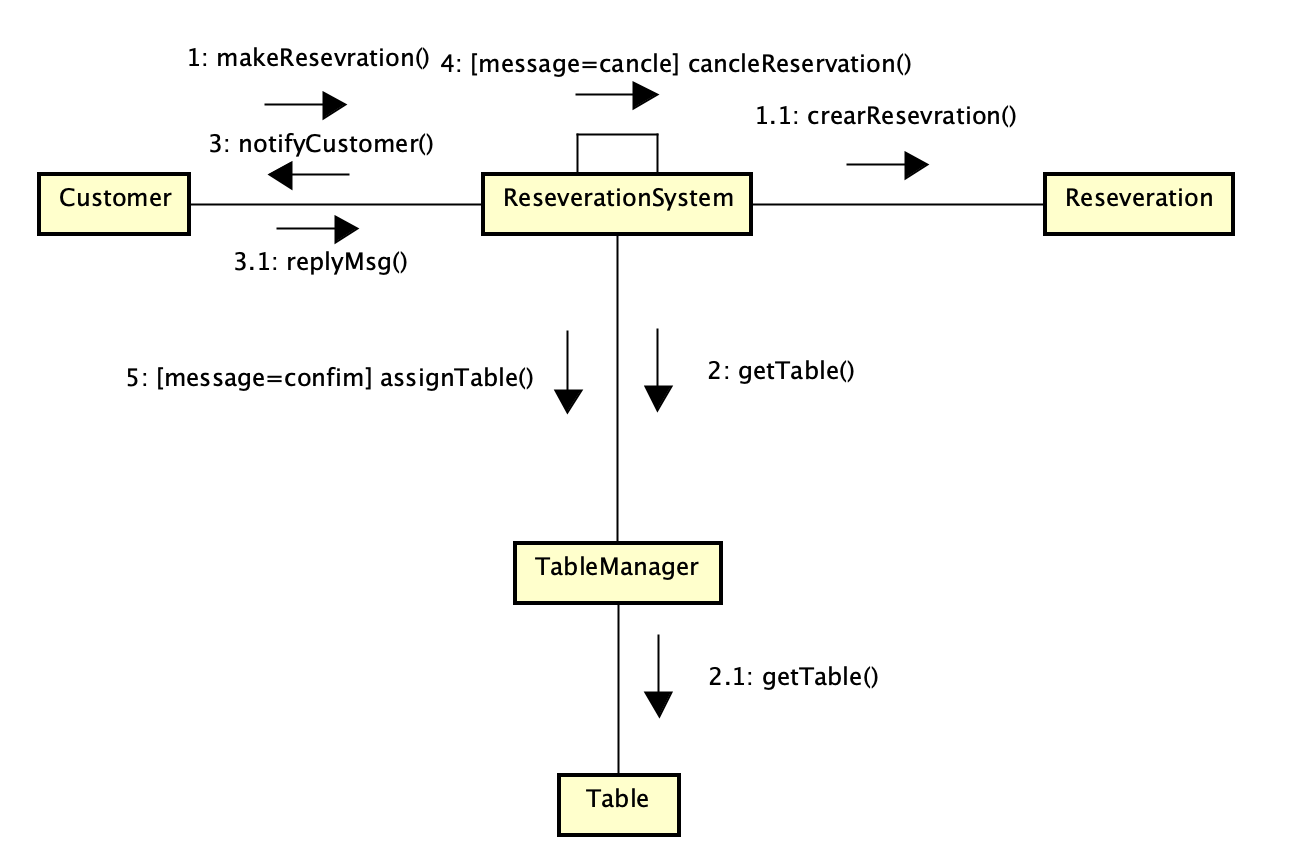 1: makeResevration()
4: [message=cancle] cancleReservation()
1.1: crearResevration()
3: notifyCustomer()
Customer
ReseverationSystem
Reseveration
3.1: replyMsg()
5: [message=confim] assignTable()
2: getTable()
TableManager
2.1: getTable()
Table